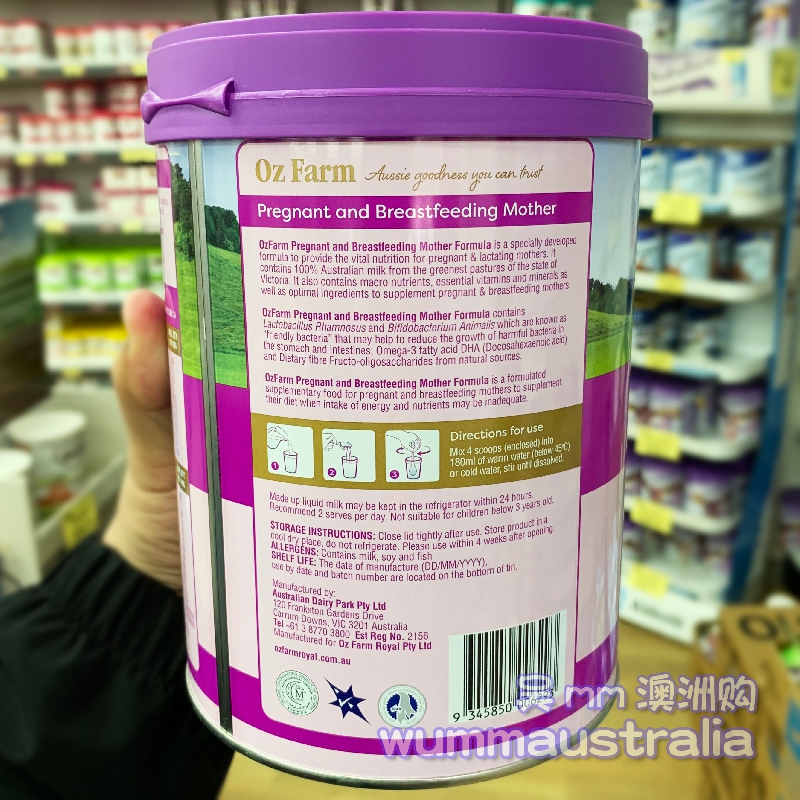 Oz Farm Aussie goodness you can trust
Pregnant and Breastfeeding Mother
OzFarm Pregnant and Breastfeeding Mother Formula is a specially developed
formula to provide the vital nutrition for pregnant & lactating mothers. It
contains 100% Australian milk from the greenest pastures of the state of
Victoria. It also contains macro nutrients, essential vitamins and minerals as
well as optimal ingredients to supplement pregnant & breastfeeding mothers
OzFarm Pregnant and Breastfeeding Mother Formula contains
Lactobacillus Rhamnosus and Bifidobacterium Animalis which are known as
"friendly bacteria" that may help to reduce the growth of harmful bacteria in
the stomach and intestines; Omega-3 fatty acid DHA (Docosahexaenoic acid)
and Dietary fibre Fructo-oligosaccharides from natural sources.
OzFarm Pregnant and Breastfeeding Mother Formula is a formulated
supplementary food for pregnant and breastfeeding mothers to supplement
their diet when intake of energy and nutrients may be inadequate.
Directions for use
Mix 4 scoops (enclosed) into
180ml of warm water (below 45°C)
or cold water, stir until dissolved.
1 2 3
Made up liquid milk may be kept in the refrigerator within 24 hours.
Recommend 2 serves per day. Not suitable for children below 3 years old.
STORAGE INSTRUCTIONS: Close lid tightly after use. Store product in a
cool dry place, do not refrigerate. Please use within 4 weeks after opening.
ALLERGENS: Contains milk, soy and fish
SHELF LIFE: The date of manufacture (DD/MM/YYYY),
use by date and batch number are located on the bottom of tin.
Manufactured by:
Australian Dairy Park Pty Ltd
120 Frankston Gardens Drive
Carrum Downs, VIC 3201 Australia
Tel +61 3 8770 3800 Est Reg No. 2156
Manufactured for Oz Farm Royal Pty Ltd
ozfarmroyal.com.au
9 345850
吴mm 澳洲购
wummaustralia